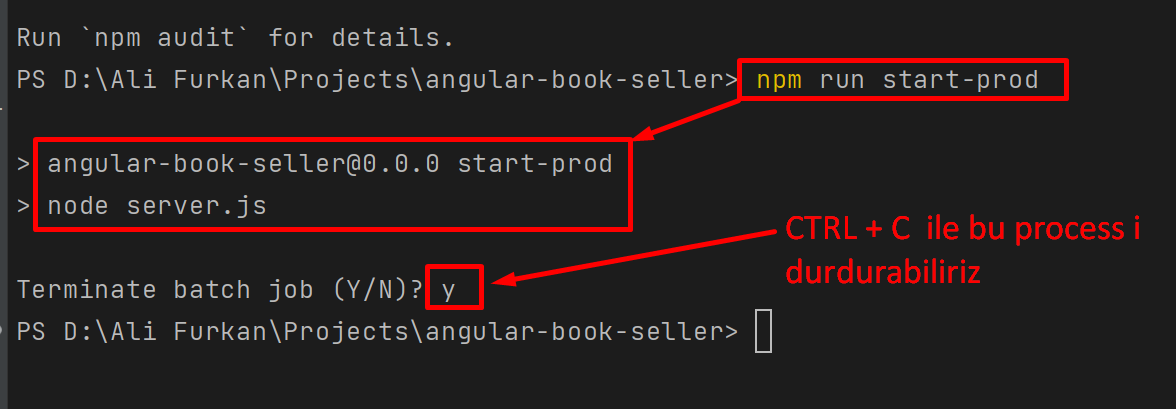 Run `npm audit` for details.
PS D:\Ali Furkan\Projects\angular-book-seller> npm run start-prod
> angular-book-seller@0.0.0 start-prod
> node server.js
CTRL + C ile bu process i
durdurabiliriz
Terminate batch job (Y/N)? y
PS D:\Ali Furkan\Projects\angular-book-seller>